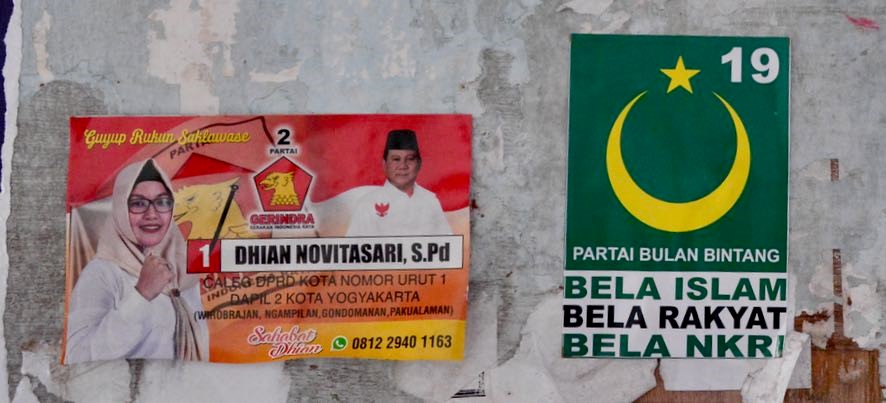 Guyup Rukun Saklawase
2
PARTAI
GERINDRA
GERAKAN INDONESIA RAYA
1 DHIAN NOVITASARI, S.Pd
CALEG DPRD KOTA NOMOR URUT 1
DAPIL 2 KOTA YOGYAKARTA
(WIROBRAJAN, NGAMPILAN,GONDOMANAN,PAKUALAMAN)
Sahabat
Dhian
0812 2940 1163
19
PARTAI BULAN BINTANG
BELA ISLAM
BELA RAKYAT
BELA NKRI